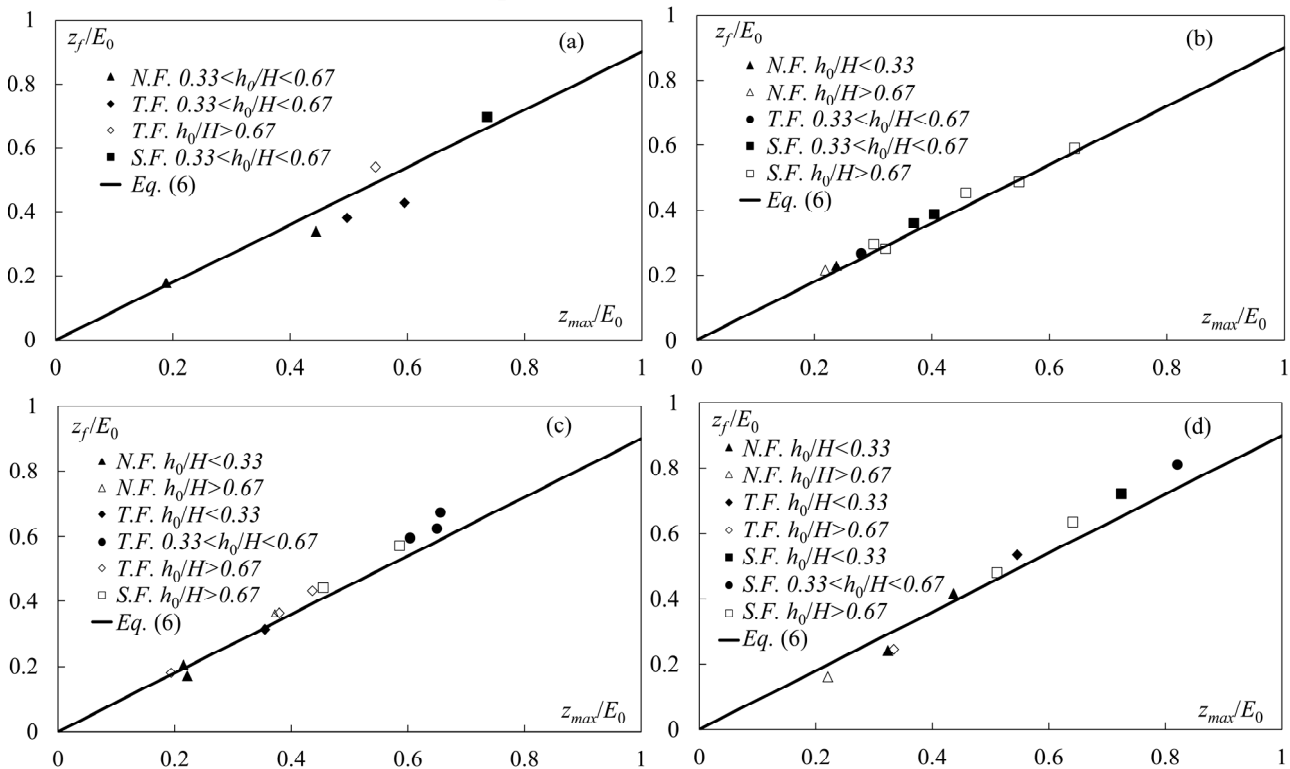 1
z_f/E_0
(a)
0.8
▲ N.F. 0.33<h_0/H<0.67
◆ T.F. 0.33<h_0/H<0.67
◇ T.F. h_0/H>0.67
0.6
■ S.F. 0.33<h_0/H<0.67
Eq. (6)
0.4
0.2
z_max/E_0
0
0 0.2 0.4 0.6 0.8 1
1
z_f/E_0
(b)
0.8
▲ N.F. h_0/H<0.33
△ N.F. h_0/H>0.67
● T.F. 0.33<h_0/H<0.67
0.6
■ S.F. 0.33<h_0/H<0.67
□ S.F. h_0/H>0.67
Eq. (6)
0.4
0.2
z_max/E_0
0
0 0.2 0.4 0.6 0.8 1
1
z_f/E_0
(c)
▲ N.F. h_0/H<0.33
0.8
△ N.F. h_0/H>0.67
◆ T.F. h_0/H<0.33
● T.F. 0.33<h_0/H<0.67
0.6
◇ T.F. h_0/H>0.67
□ S.F. h_0/H>0.67
Eq. (6)
0.4
0.2
z_max/E_0
0
0 0.2 0.4 0.6 0.8 1
1
z_f/E_0
(d)
▲ N.F. h_0/H<0.33
0.8
△ N.F. h_0/H>0.67
◆ T.F. h_0/H<0.33
◇ T.F. h_0/H>0.67
0.6
■ S.F. h_0/H<0.33
● S.F. 0.33<h_0/H<0.67
□ S.F. h_0/H>0.67
0.4
Eq. (6)
0.2
z_max/E_0
0
0 0.2 0.4 0.6 0.8 1